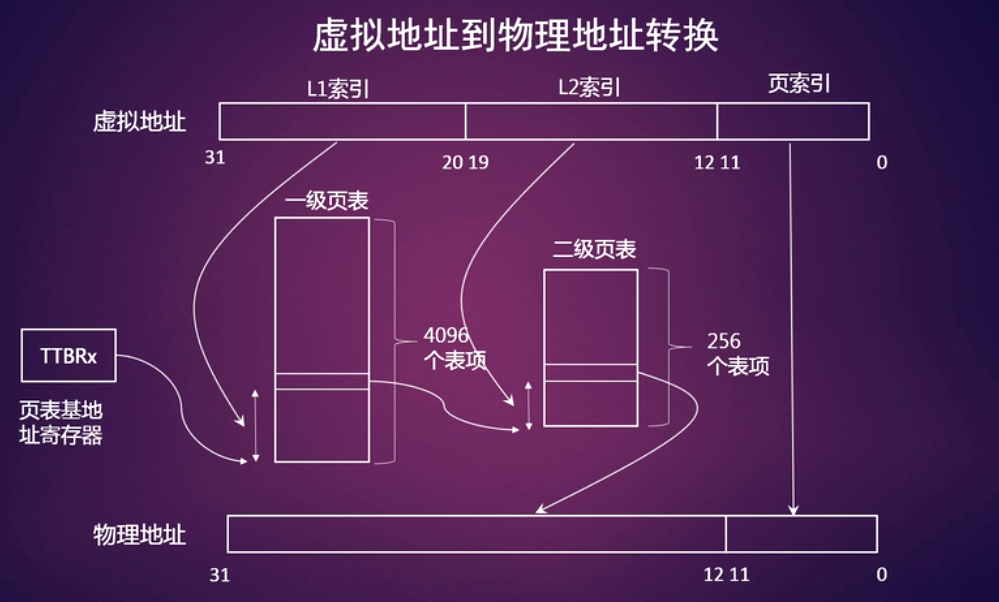 虚拟地址到物理地址转换
L1索引
L2索引
页索引
虚拟地址
31
20 19
12 11
0
一级页表
二级页表
4096
个表项
256
个表项
TTBRx
页表基地
址寄存器
物理地址
31
12 11
0